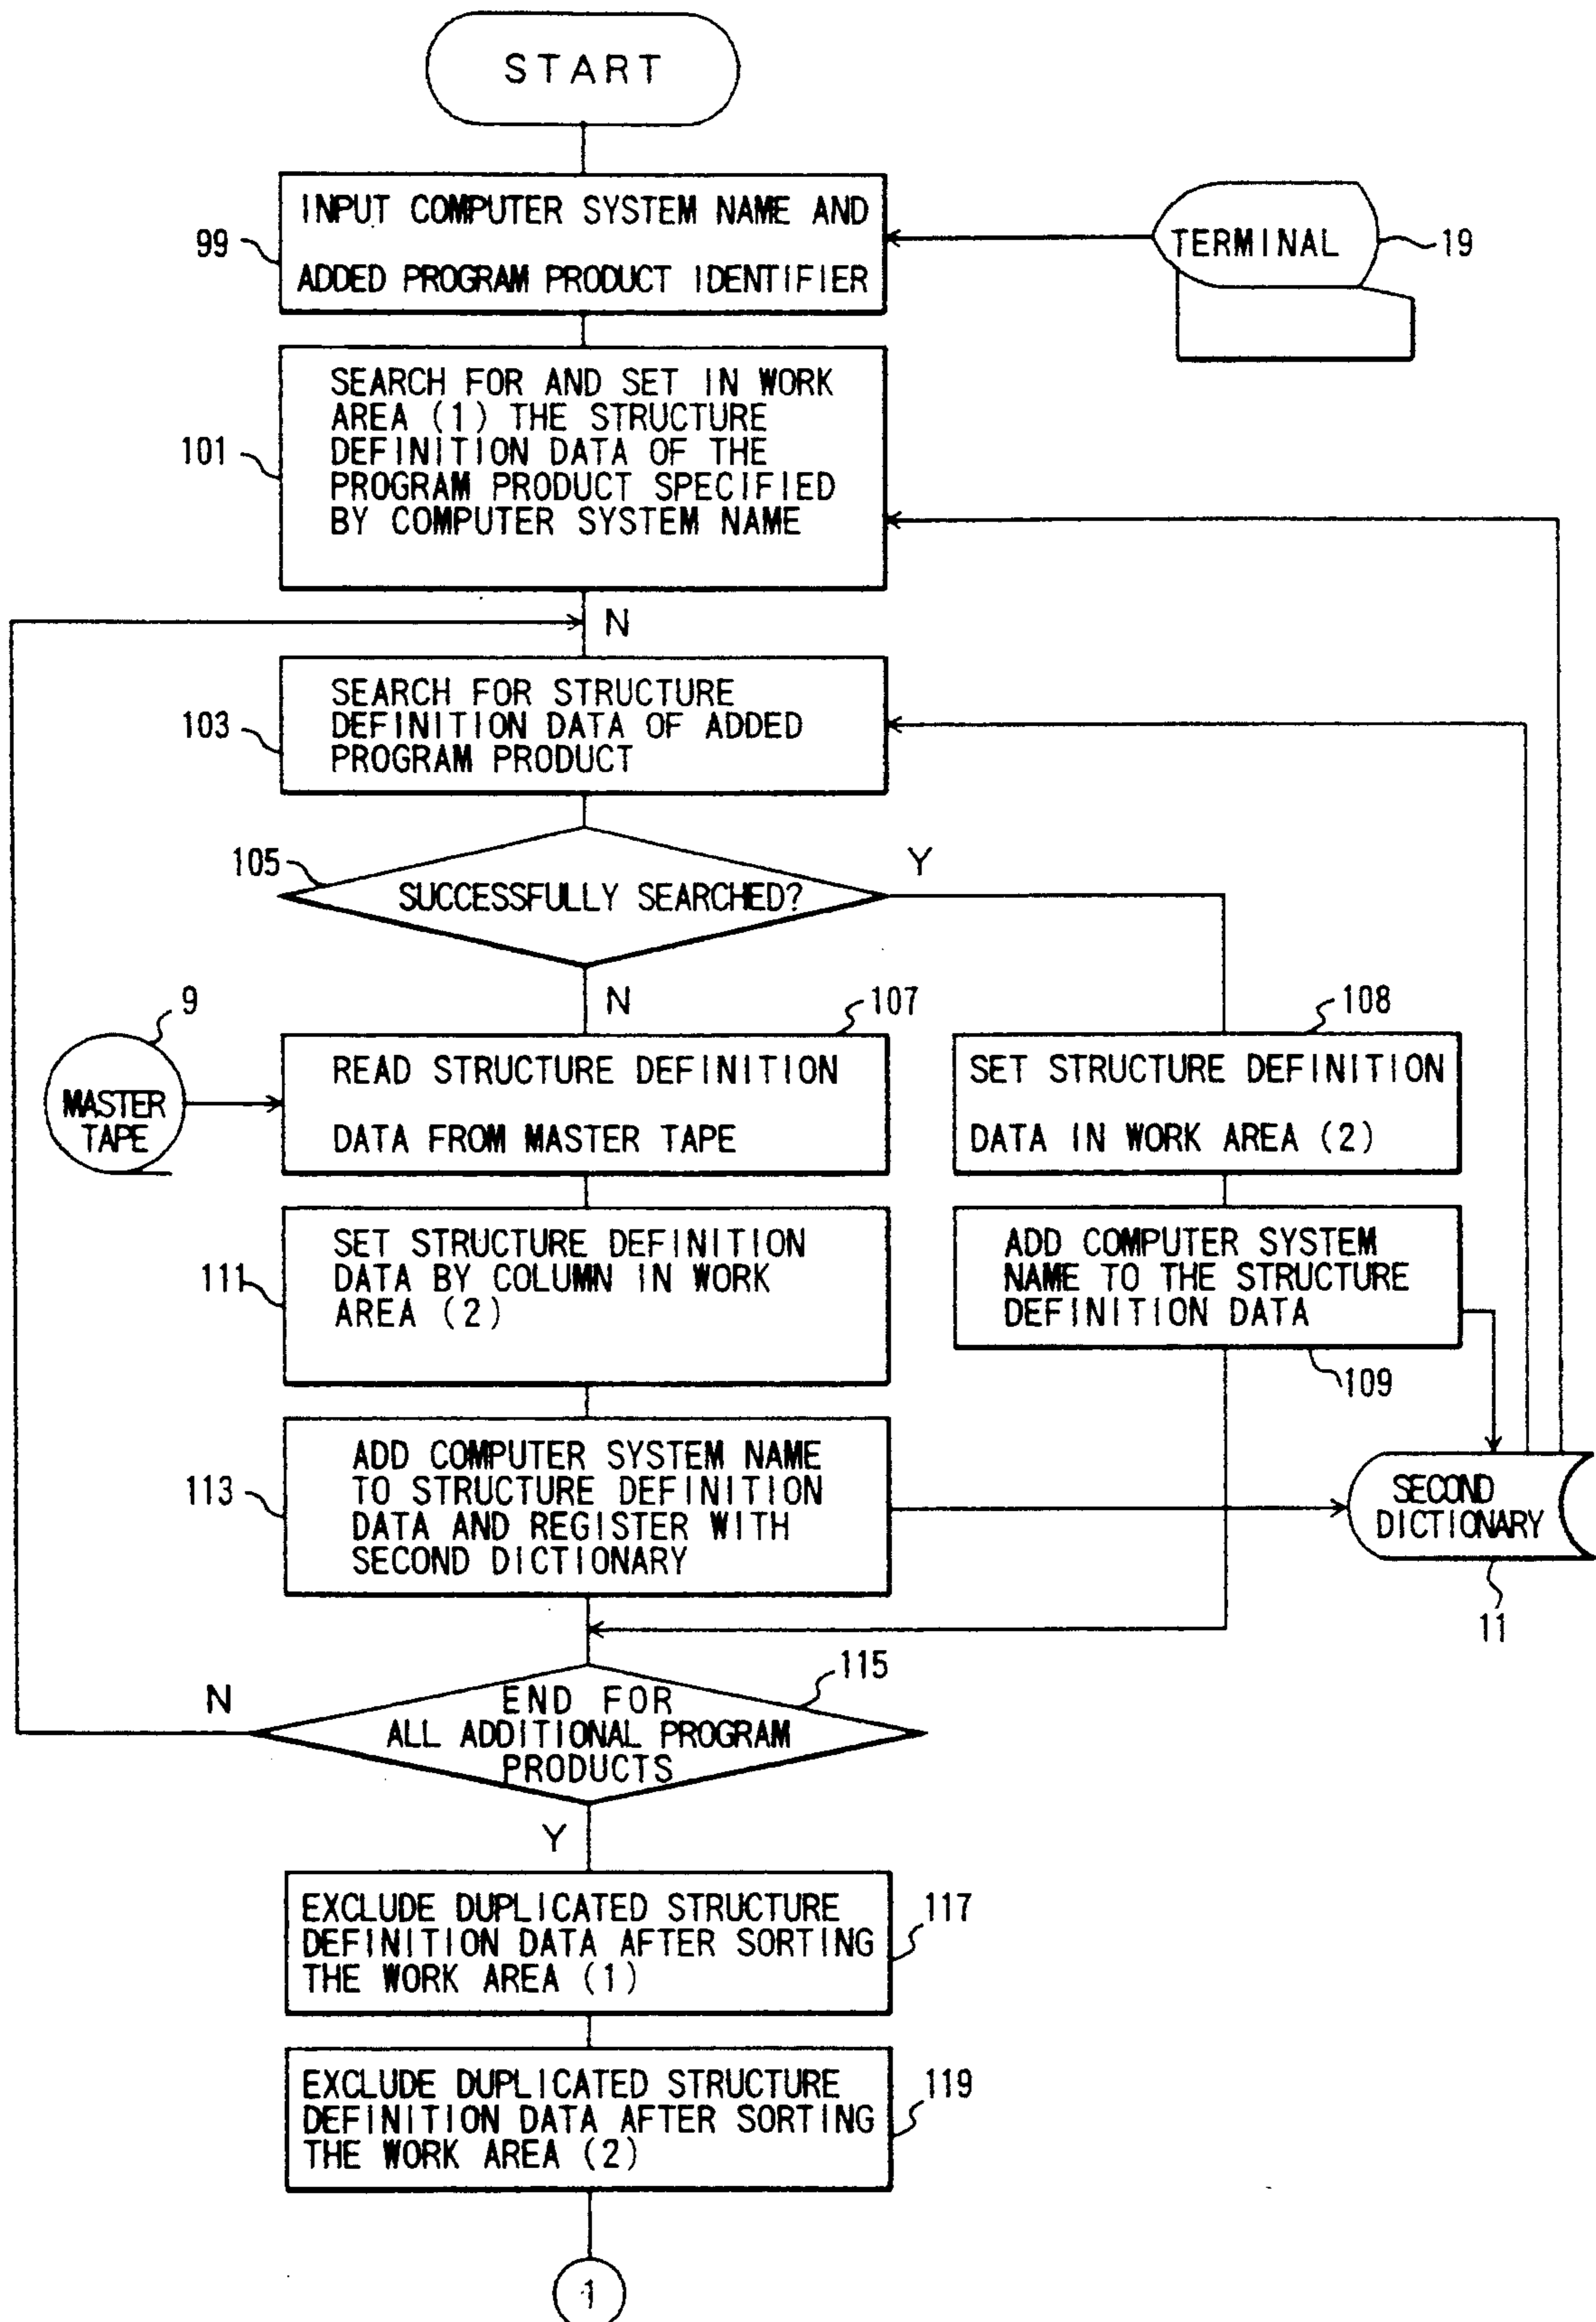 START
INPUT COMPUTER SYSTEM NAME AND
ADDED PROGRAM PRODUCT IDENTIFIER
99
TERMINAL
19
SEARCH FOR AND SET IN WORK
AREA (1) THE STRUCTURE
DEFINITION DATA OF THE
PROGRAM PRODUCT SPECIFIED
BY COMPUTER SYSTEM NAME
101
N
SEARCH FOR STRUCTURE
DEFINITION DATA OF ADDED
PROGRAM PRODUCT
103
105
SUCCESSFULLY SEARCHED?
Y
N
9
MASTER
TAPE
107
READ STRUCTURE DEFINITION
DATA FROM MASTER TAPE
108
SET STRUCTURE DEFINITION
DATA IN WORK AREA (2)
111
SET STRUCTURE DEFINITION
DATA BY COLUMN IN WORK
AREA (2)
ADD COMPUTER SYSTEM
NAME TO THE STRUCTURE
DEFINITION DATA
109
113
ADD COMPUTER SYSTEM NAME
TO STRUCTURE DEFINITION
DATA AND REGISTER WITH
SECOND DICTIONARY
SECOND
DICTIONARY
11
115
N
END FOR
ALL ADDITIONAL PROGRAM
PRODUCTS
Y
EXCLUDE DUPLICATED STRUCTURE
DEFINITION DATA AFTER SORTING
THE WORK AREA (1)
117
EXCLUDE DUPLICATED STRUCTURE
DEFINITION DATA AFTER SORTING
THE WORK AREA (2)
119
1